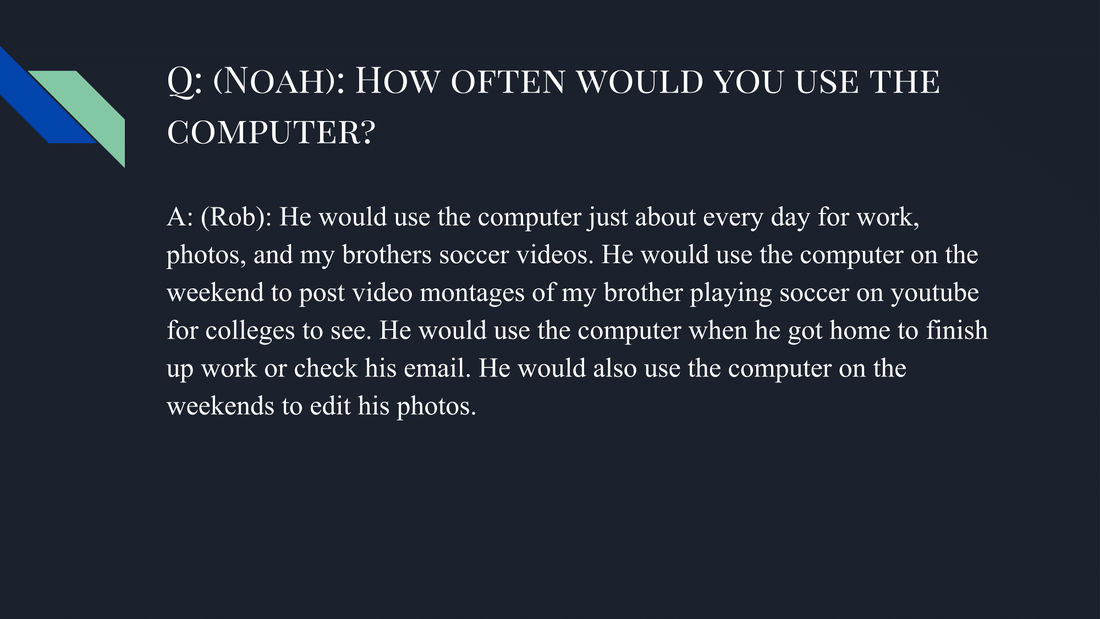 Q: (Noah): How often would you use the
computer?
A: (Rob): He would use the computer just about every day for work,
photos, and my brothers soccer videos. He would use the computer on the
weekend to post video montages of my brother playing soccer on youtube
for colleges to see. He would use the computer when he got home to finish
up work or check his email. He would also use the computer on the
weekends to edit his photos.